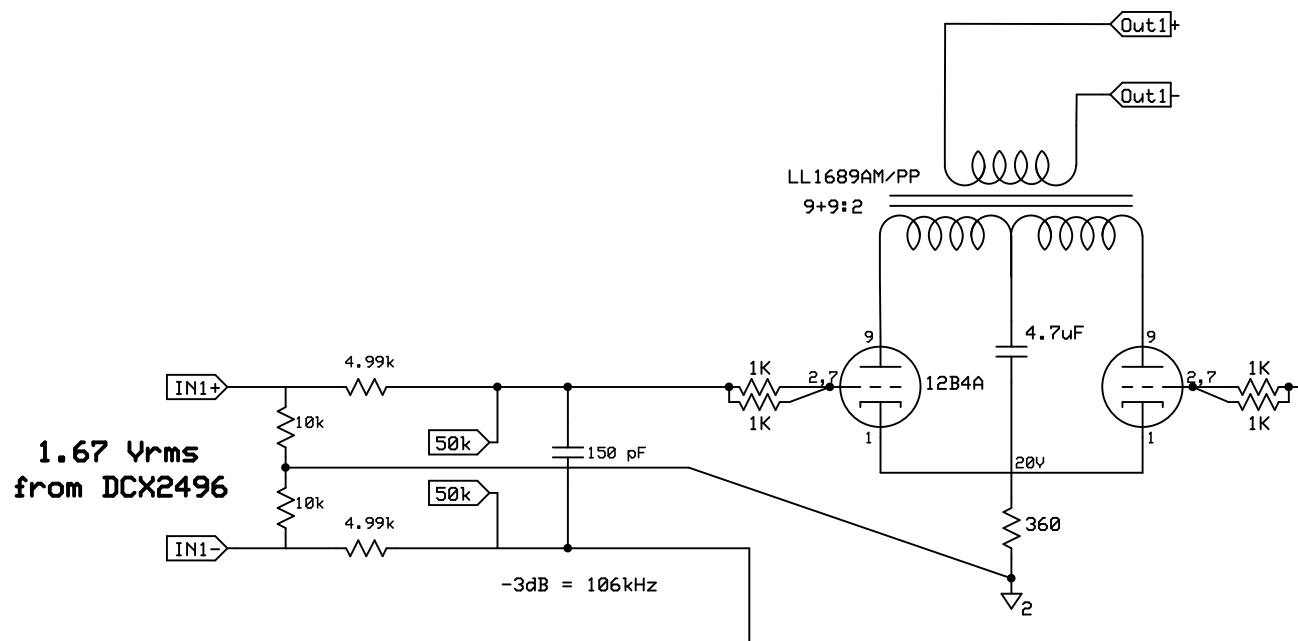 Out1+
Out1-
LL1689AM/PP
9+9:2
4.7uF
9
9
4.99k
1K
2,7
12B4A
2,7
1K
IN1+
10k
1K
1K
50k
1
1
150 pF
1.67 Vrms
from DCX2496
20V
50k
10k
4.99k
360
IN1-
-3dB = 106kHz
2